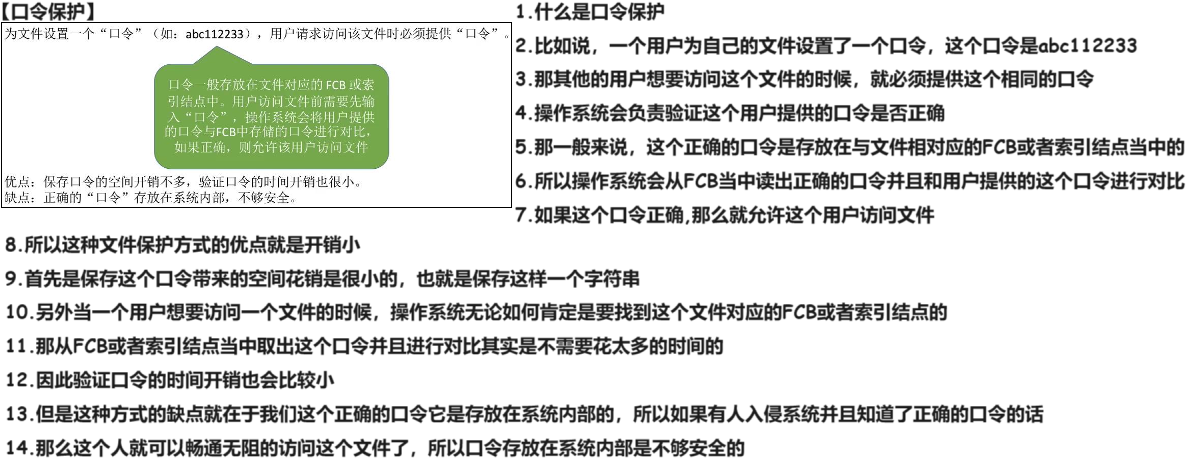 【口令保护】
为文件设置一个“口令”（如：abc112233），用户请求访问该文件时必须提供“口令”。
口令一般存放在文件对应的 FCB 或索
引结点中。用户访问文件前需要先输
入“口令”，操作系统会将用户提供
的口令与FCB中存储的口令进行对比，
如果正确，则允许该用户访问文件
优点：保存口令的空间开销不多，验证口令的时间开销也很小。
缺点：正确的“口令”存放在系统内部，不够安全。
1.什么是口令保护
2.比如说，一个用户为自己的文件设置了一个口令，这个口令是abc112233
3.那其他的用户想要访问这个文件的时候，就必须提供这个相同的口令
4.操作系统会负责验证这个用户提供的口令是否正确
5.那一般来说，这个正确的口令是存放在与文件相对应的FCB或者索引结点当中的
6.所以操作系统会从FCB当中读出正确的口令并且和用户提供的这个口令进行对比
7.如果这个口令正确,那么就允许这个用户访问文件
8.所以这种文件保护方式的优点就是开销小
9.首先是保存这个口令带来的空间花销是很小的，也就是保存这样一个字符串
10.另外当一个用户想要访问一个文件的时候，操作系统无论如何肯定是要找到这个文件对应的FCB或者索引结点的
11.那从FCB或者索引结点当中取出这个口令并且进行对比其实是不需要花太多的时间的
12.因此验证口令的时间开销也会比较小
13.但是这种方式的缺点就在于我们这个正确的口令它是存放在系统内部的，所以如果有人入侵系统并且知道了正确的口令的话
14.那么这个人就可以畅通无阻的访问这个文件了，所以口令存放在系统内部是不够安全的